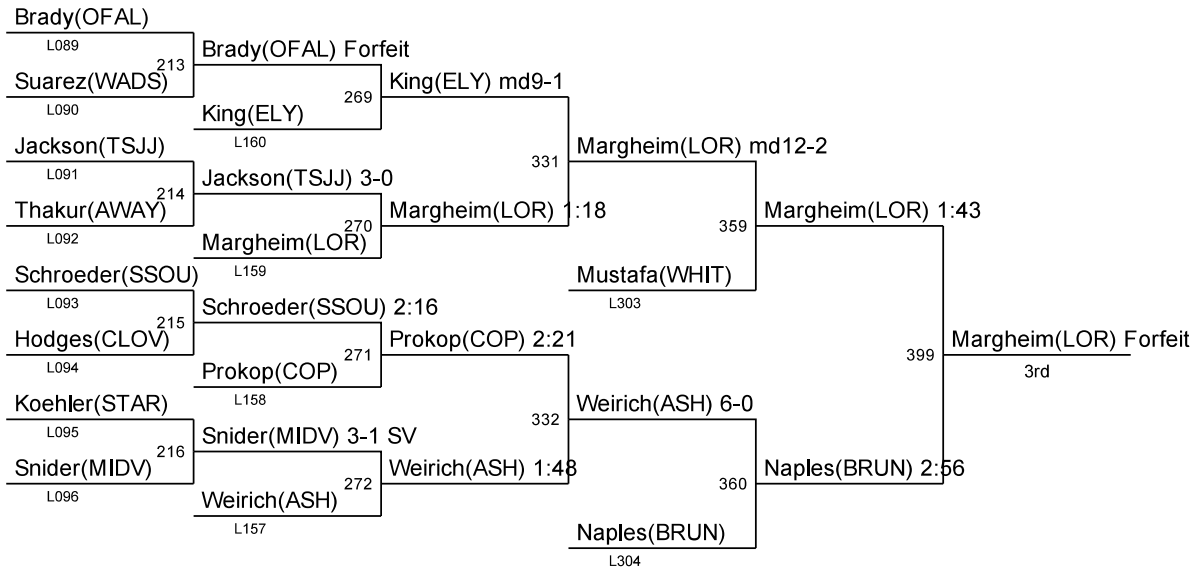 Brady(OFAL)
L089
213
Brady(OFAL) Forfeit
Suarez(WADS)
L090
269
King(ELY) md9-1
King(ELY)
L160
Jackson(TSJJ)
L091
331
Margheim(LOR) md12-2
214
Jackson(TSJJ) 3-0
Thakur(AWAY)
L092
270
Margheim(LOR) 1:18
359
Margheim(LOR) 1:43
Margheim(LOR)
L159
Schroeder(SSOU)
L093
Mustafa(WHIT)
L303
215
Schroeder(SSOU) 2:16
Hodges(CLOV)
L094
271
Prokop(COP) 2:21
399
Margheim(LOR) Forfeit
3rd
Prokop(COP)
L158
Koehler(STAR)
L095
332
Weirich(ASH) 6-0
216
Snider(MIDV) 3-1 SV
Snider(MIDV)
L096
272
Weirich(ASH) 1:48
360
Naples(BRUN) 2:56
Weirich(ASH)
L157
Naples(BRUN)
L304